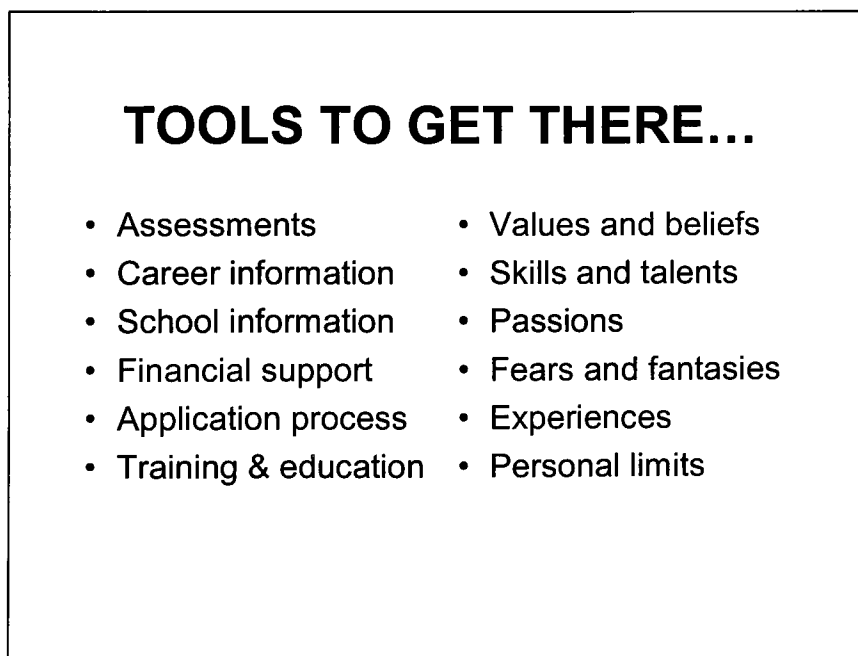 TOOLS TO GET THERE...
• Assessments
• Career information
• School information
• Financial support
• Application process
• Training & education
• Values and beliefs
• Skills and talents
• Passions
• Fears and fantasies
• Experiences
• Personal limits